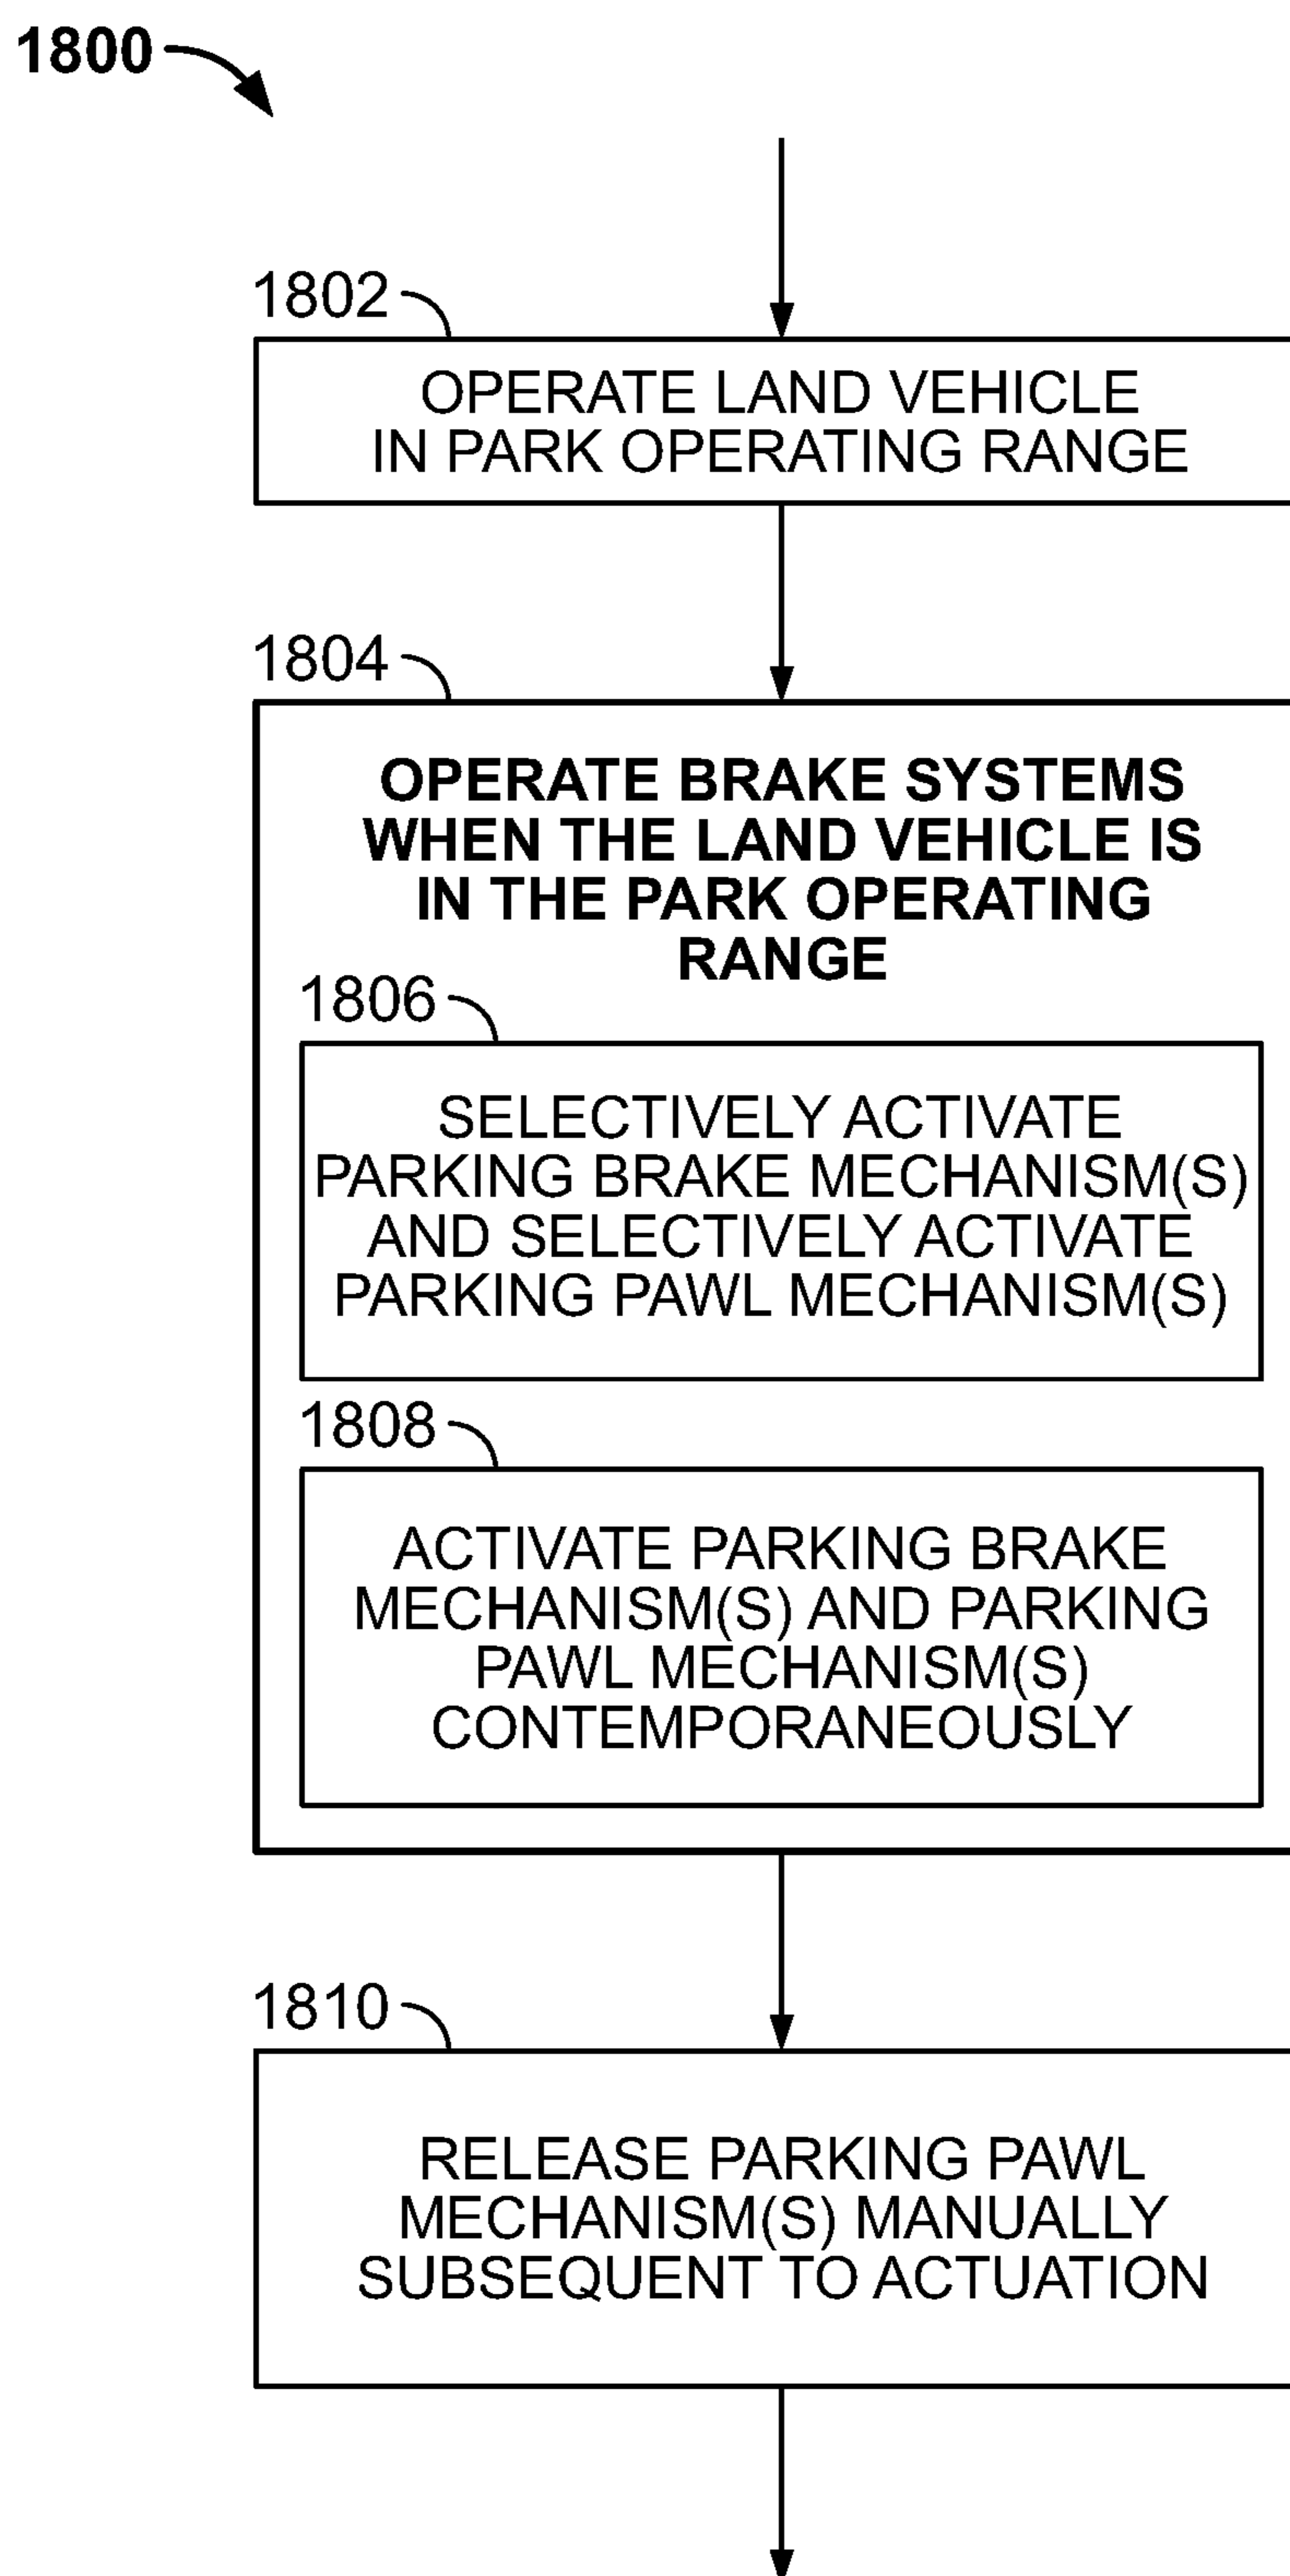 1800
1802
OPERATE LAND VEHICLE
IN PARK OPERATING RANGE
1804
OPERATE BRAKE SYSTEMS
WHEN THE LAND VEHICLE IS
IN THE PARK OPERATING
RANGE
1806
SELECTIVELY ACTIVATE
PARKING BRAKE MECHANISM(S)
AND SELECTIVELY ACTIVATE
PARKING PAWL MECHANISM(S)
1808
ACTIVATE PARKING BRAKE
MECHANISM(S) AND PARKING
PAWL MECHANISM(S)
CONTEMPORANEOUSLY
1810
RELEASE PARKING PAWL
MECHANISM(S) MANUALLY
SUBSEQUENT TO ACTUATION